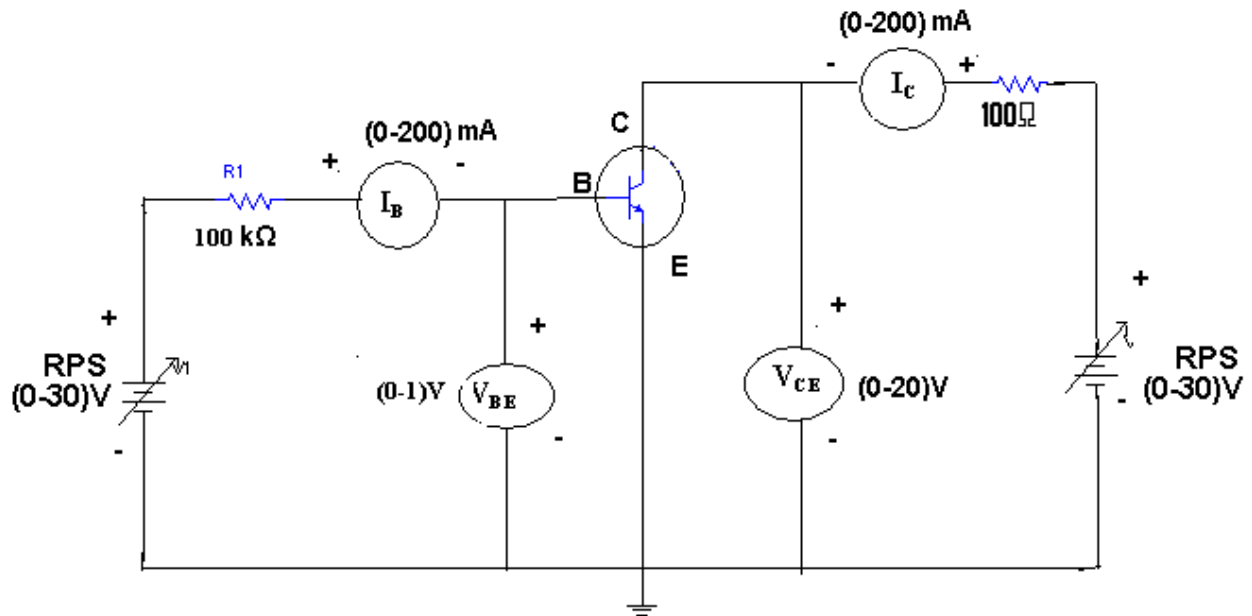 (0-200) mA
- I_C +
100Ω
C
(0-200) mA
+ -
R1
B
I_B
100 kΩ
E
+
+
+
+
RPS
(0-30)V
(0-1)V
V_BE
V_CE
(0-20)V
RPS
(0-30)V
-
-
-
-